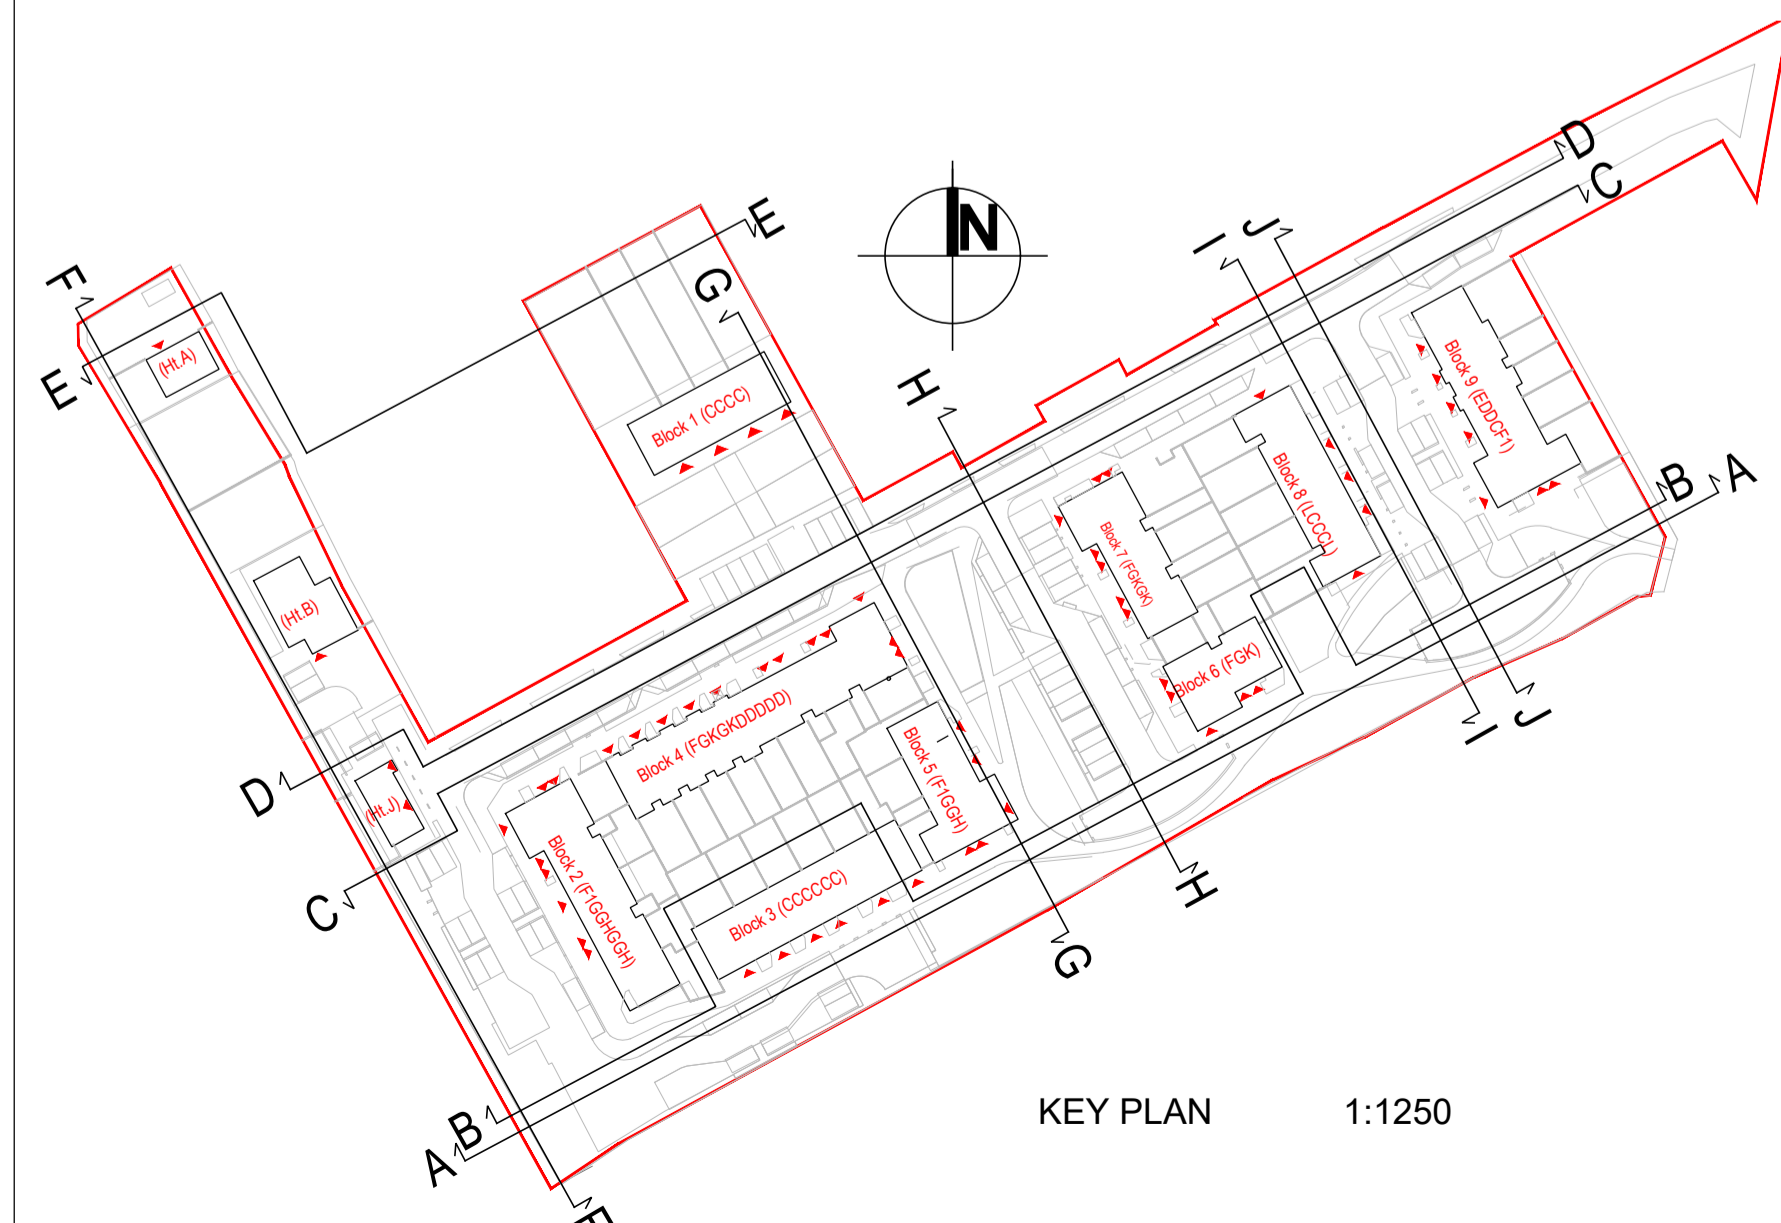 D
C
E
N
F
G
J
I
(Ht.A)
E
H
Block 1 (CCCC)
Block 9 (EDDCF1)
B
A
Block 8 (LCCCL)
Block 7 (FGKGK)
(Ht.B)
Block 6 (FGK)
Block 4 (FGKGKDDDDD)
J
I
Block 5 (F1GGH)
D
(Ht.J)
Block 2 (F1GGHGGH)
Block 3 (CCCCCC)
H
C
G
B
A
KEY PLAN 1:1250
F